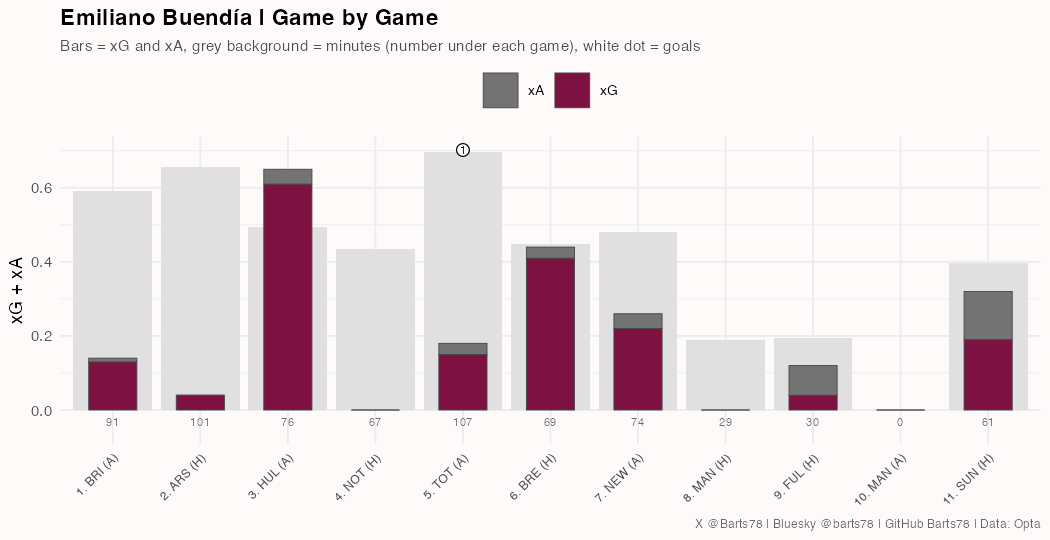 Emiliano Buendía | Game by Game
Bars = xG and xA, grey background = minutes (number under each game), white dot = goals
xA xG
xG + xA
0.6
0.4
0.2
0.0
1
91 101 76 67 107 69 74 29 30 0 61
1. BRI (A)
2. ARS (H)
3. HUL (A)
4. NOT (H)
5. TOT (A)
6. BRE (H)
7. NEW (A)
8. MAN (H)
9. FUL (H)
10. MAN (A)
11. SUN (H)
X @Barts78 | Bluesky @barts78 | GitHub Barts78 | Data: Opta